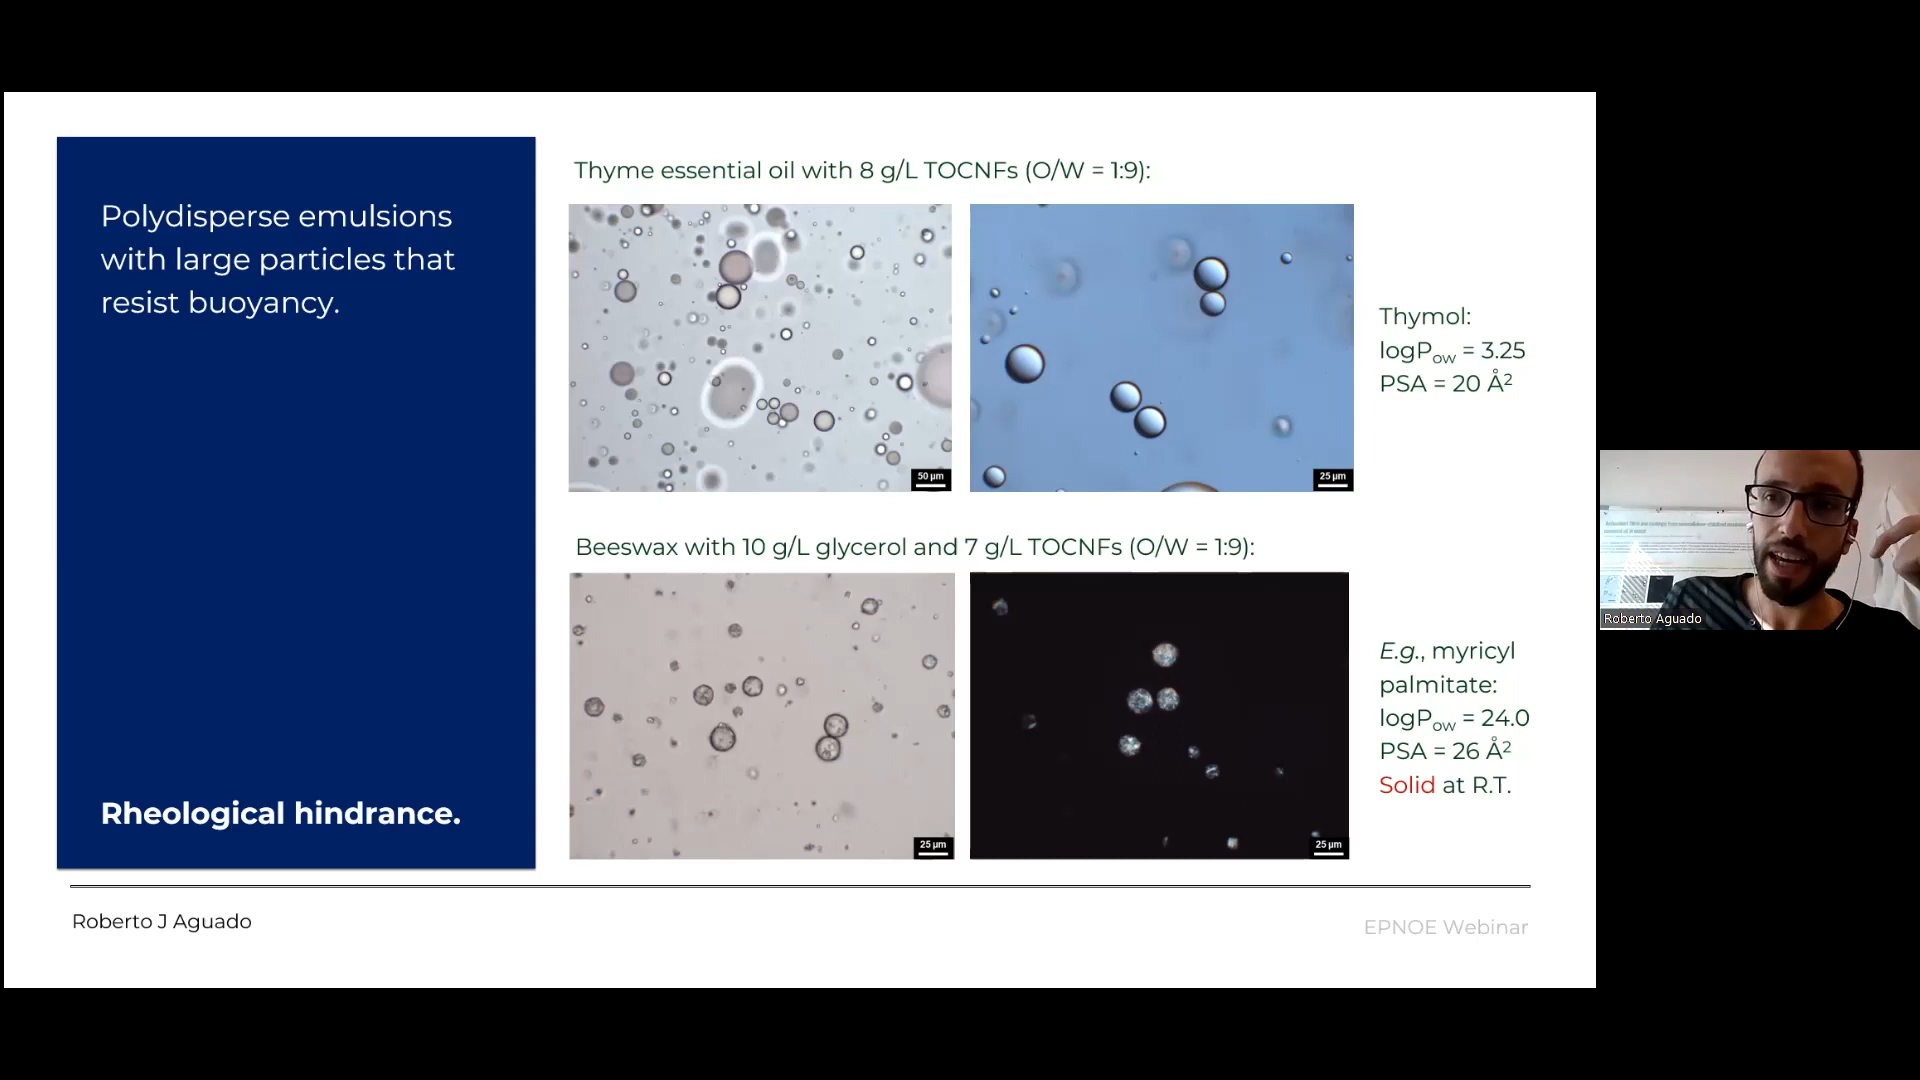 Polydisperse emulsions
with large particles that
resist buoyancy.
Rheological hindrance.
Thyme essential oil with 8 g/L TOCNFs (O/W = 1:9):
50 µm
25 µm
Thymol:
logPow = 3.25
PSA = 20 Å²
Beeswax with 10 g/L glycerol and 7 g/L TOCNFs (O/W = 1:9):
25 µm
25 µm
E.g., myricyl
palmitate:
logPow = 24.0
PSA = 26 Å²
Solid at R.T.
Roberto J Aguado
EPNOE Webinar
Roberto Aguado